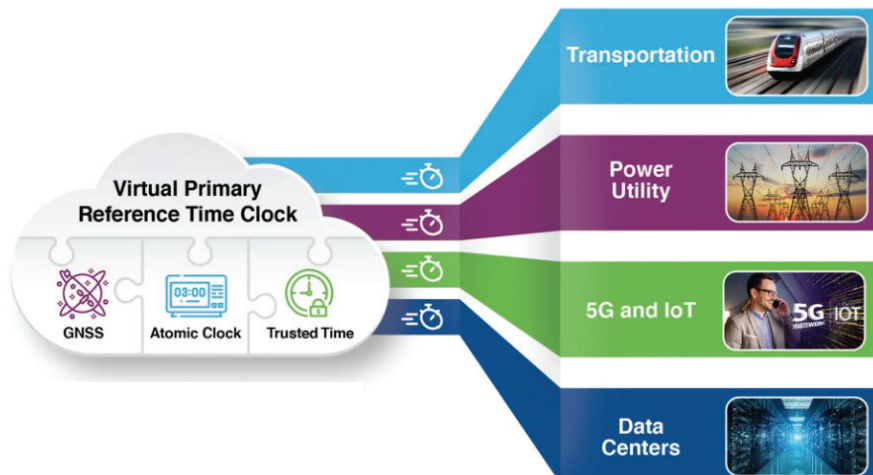 Virtual Primary
Reference Time Clock
GNSS
03:00
Atomic Clock
Trusted Time
Transportation
Power
Utility
5G and IoT
5G
NETWORK
IOT
Data
Centers